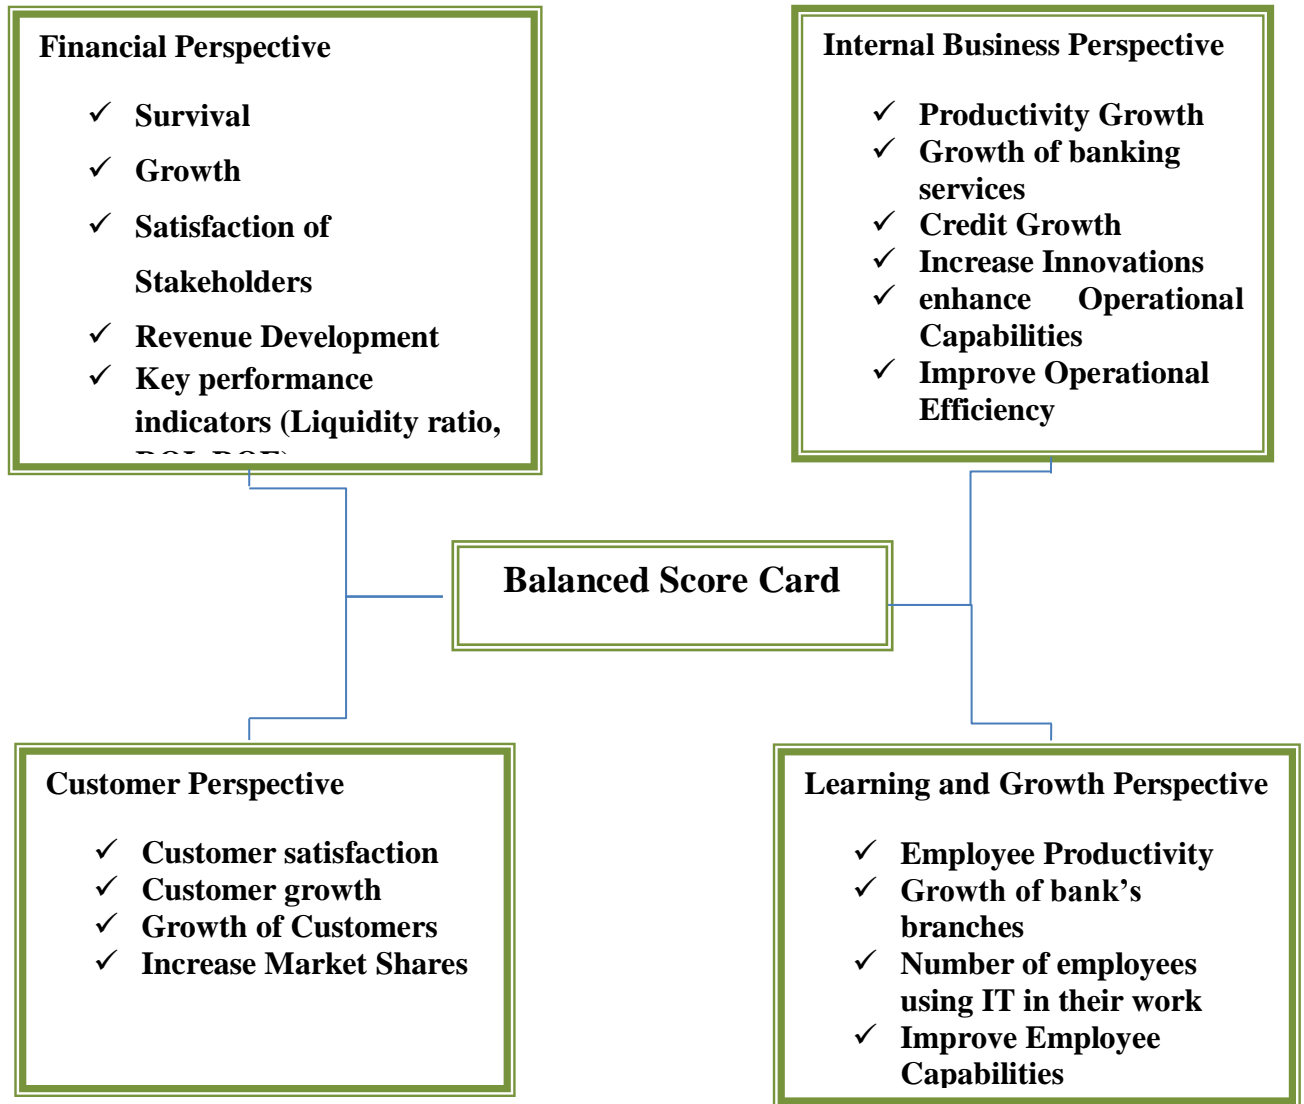 Financial Perspective
✓ Survival
✓ Growth
✓ Satisfaction of
Stakeholders
✓ Revenue Development
✓ Key performance
indicators (Liquidity ratio,
Internal Business Perspective
✓ Productivity Growth
✓ Growth of banking
services
✓ Credit Growth
✓ Increase Innovations
✓ enhance Operational
Capabilities
✓ Improve Operational
Efficiency
Balanced Score Card
Customer Perspective
✓ Customer satisfaction
✓ Customer growth
✓ Growth of Customers
✓ Increase Market Shares
Learning and Growth Perspective
✓ Employee Productivity
✓ Growth of bank’s
branches
✓ Number of employees
using IT in their work
✓ Improve Employee
Capabilities